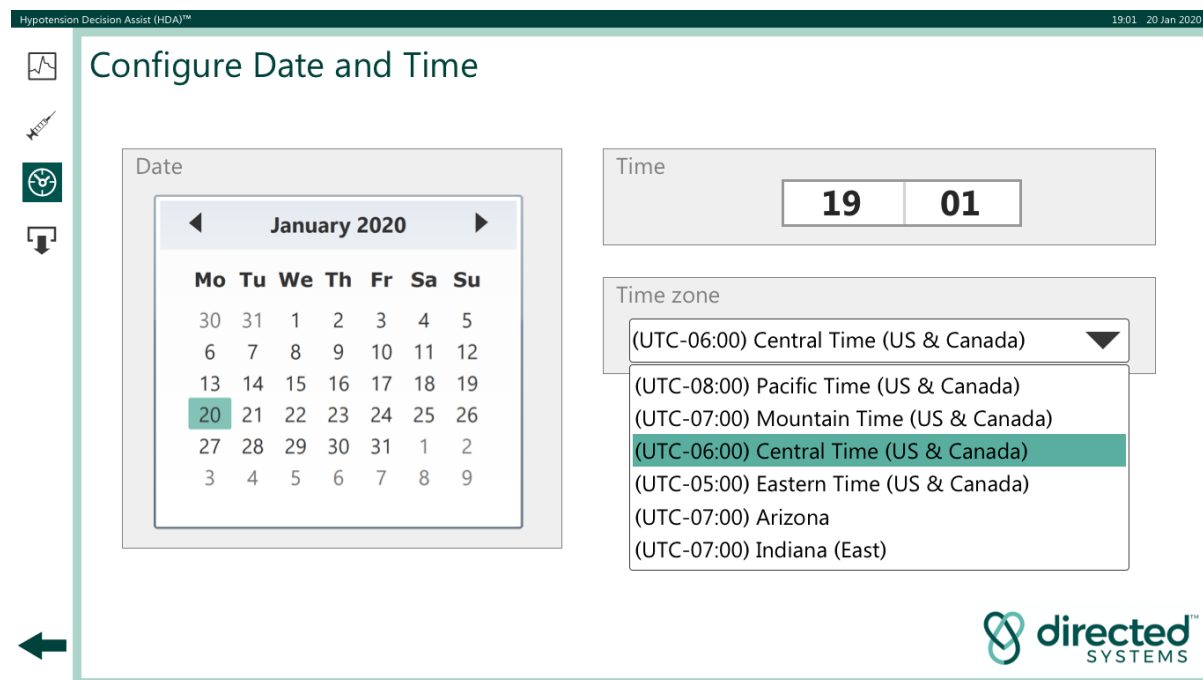 Hypotension Decision Assist (HDA)™ 19:01 20 Jan 2020
Configure Date and Time
Date
January 2020
Mo Tu We Th Fr Sa Su
30 31 1 2 3 4 5
6 7 8 9 10 11 12
13 14 15 16 17 18 19
20 21 22 23 24 25 26
27 28 29 30 31 1 2
3 4 5 6 7 8 9
Time
19 01
Time zone
(UTC-06:00) Central Time (US & Canada)
(UTC-08:00) Pacific Time (US & Canada)
(UTC-07:00) Mountain Time (US & Canada)
(UTC-06:00) Central Time (US & Canada)
(UTC-05:00) Eastern Time (US & Canada)
(UTC-07:00) Arizona
(UTC-07:00) Indiana (East)
directed™
SYSTEMS